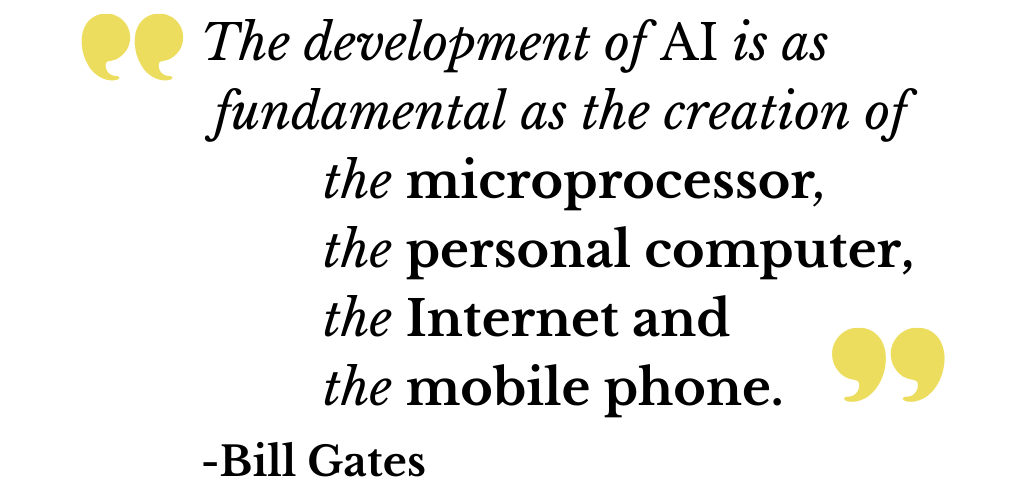 The development of AI is as
fundamental as the creation of
the microprocessor,
the personal computer,
the Internet and
the mobile phone.
-Bill Gates